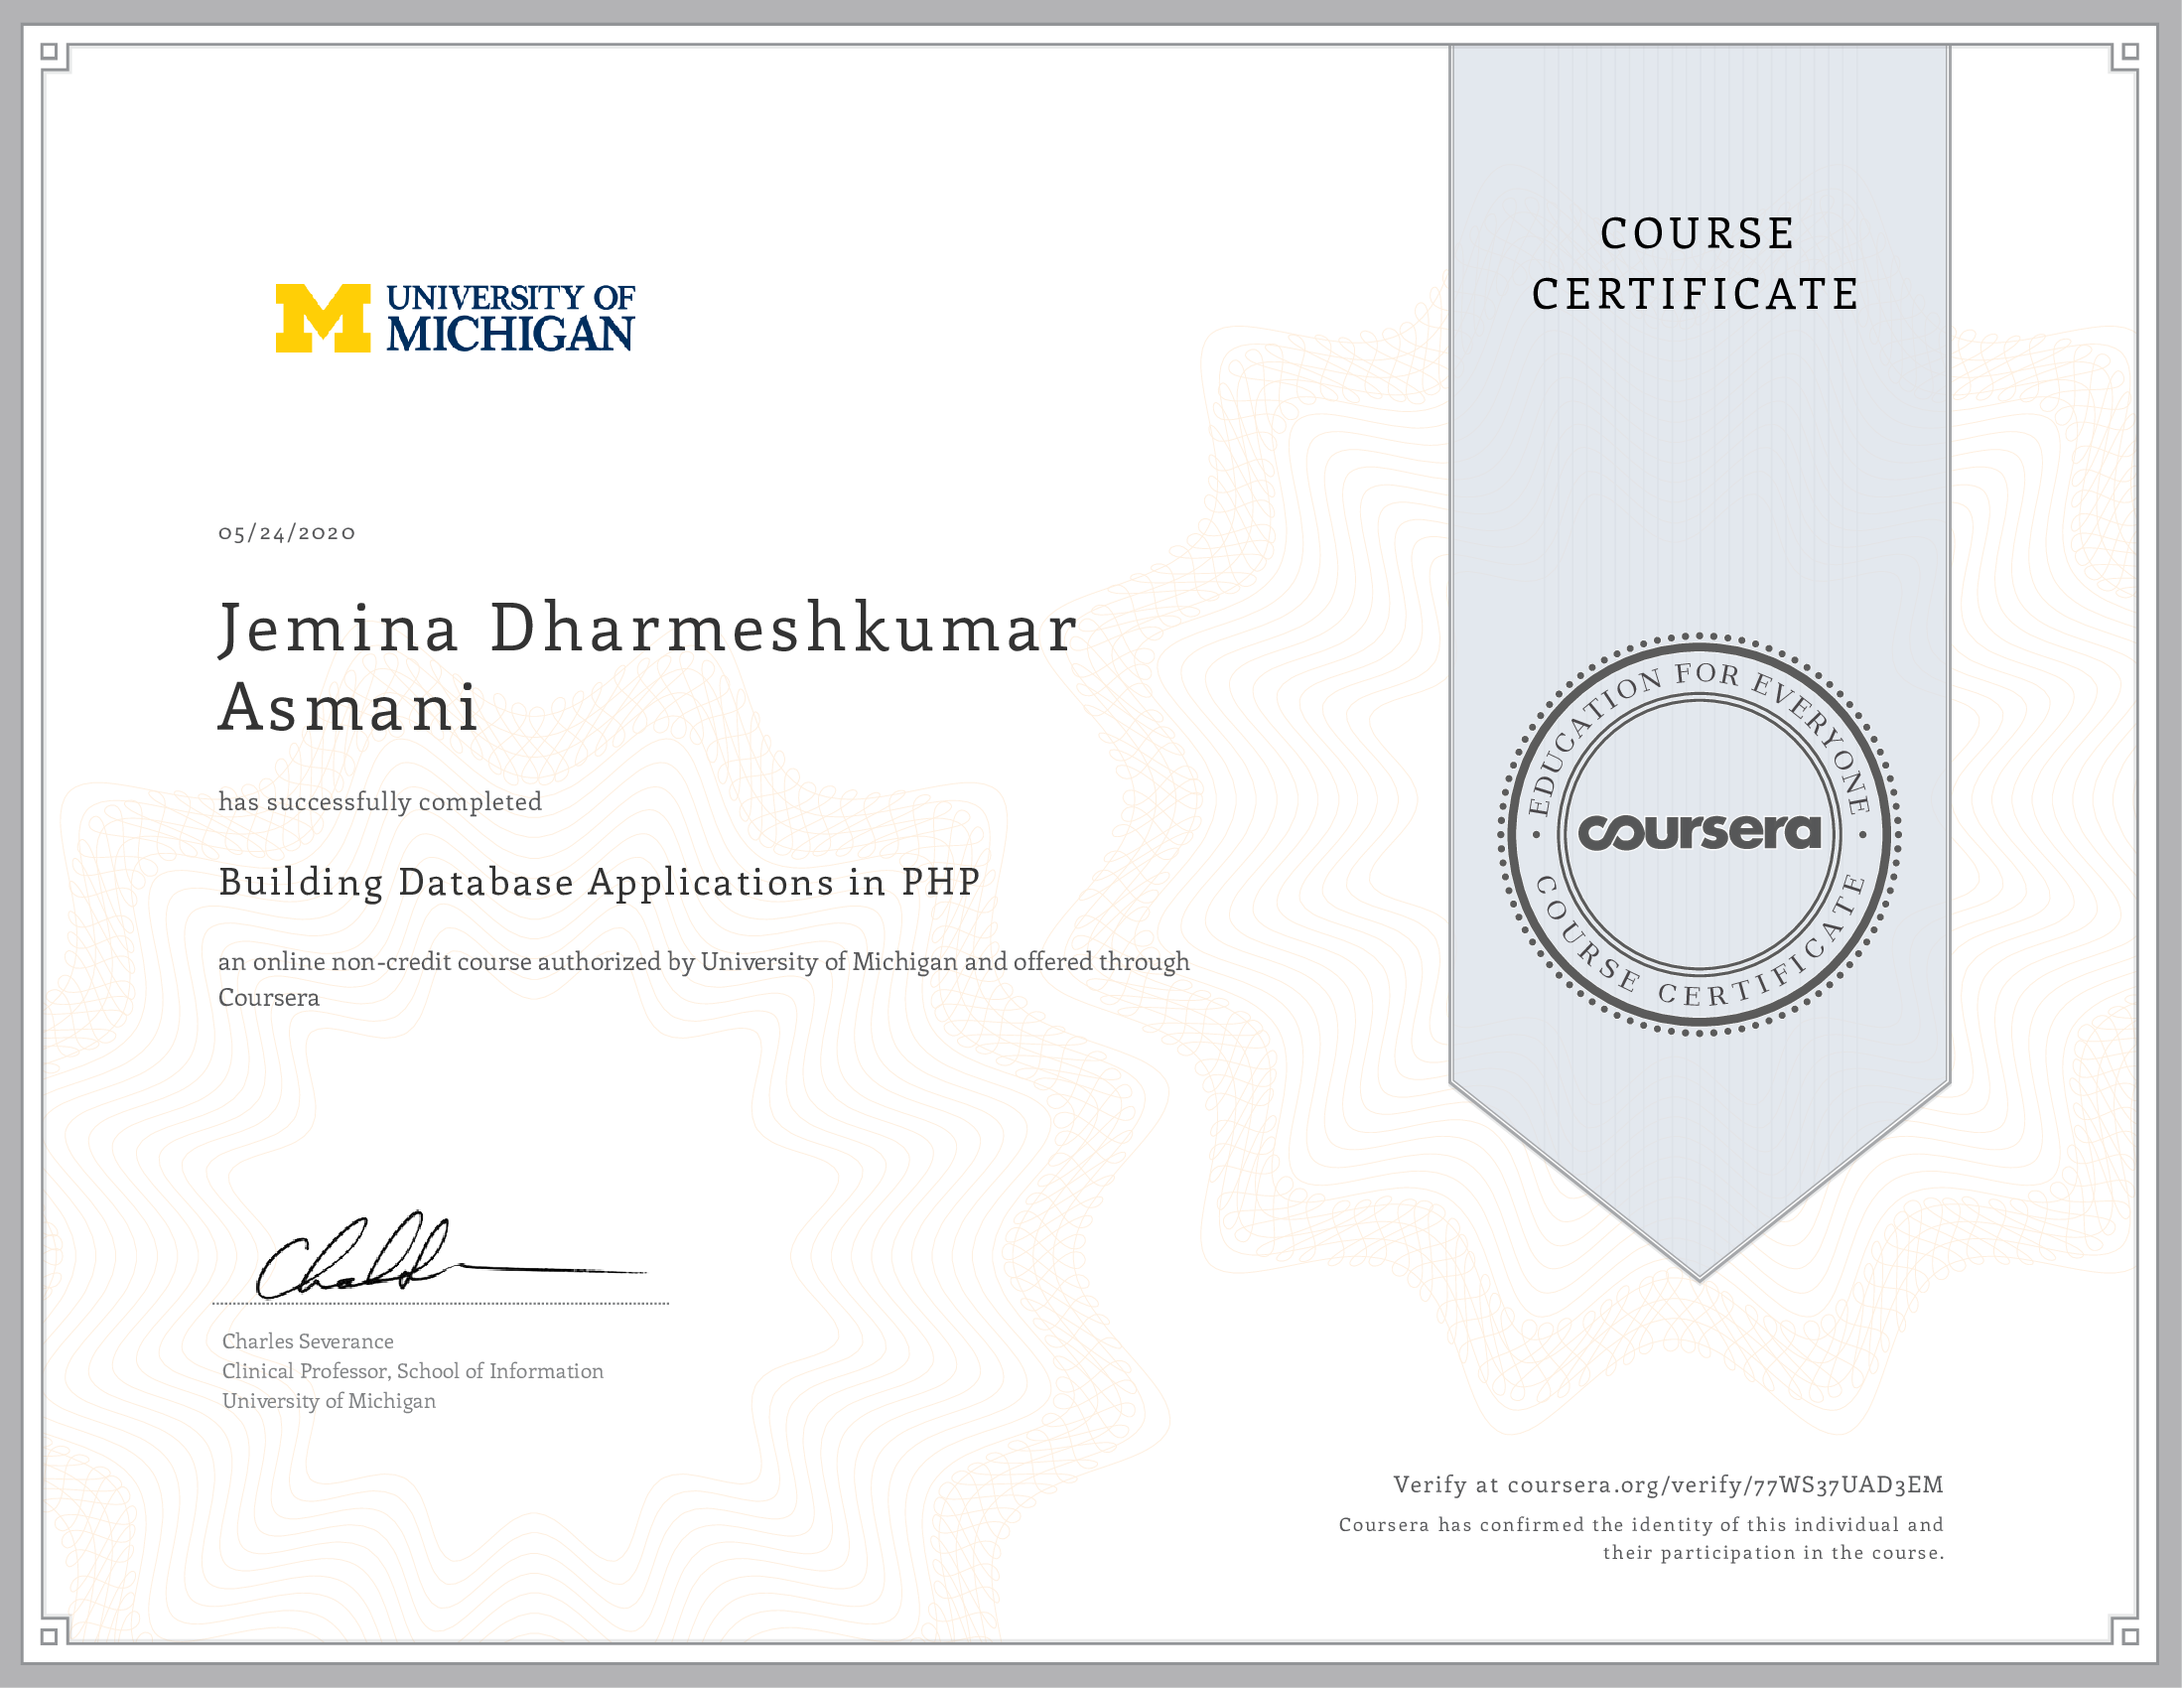 UNIVERSITY OF
MICHIGAN
COURSE
CERTIFICATE
05/24/2020
Jemina Dharmeshkumar
Asmani
has successfully completed
Building Database Applications in PHP
an online non-credit course authorized by University of Michigan and offered through
Coursera
EDUCATION FOR EVERYONE
coursera
COURSE CERTIFICATE
Charles Severance
Clinical Professor, School of Information
University of Michigan
Verify at coursera.org/verify/77WS37UAD3EM
Coursera has confirmed the identity of this individual and
their participation in the course.